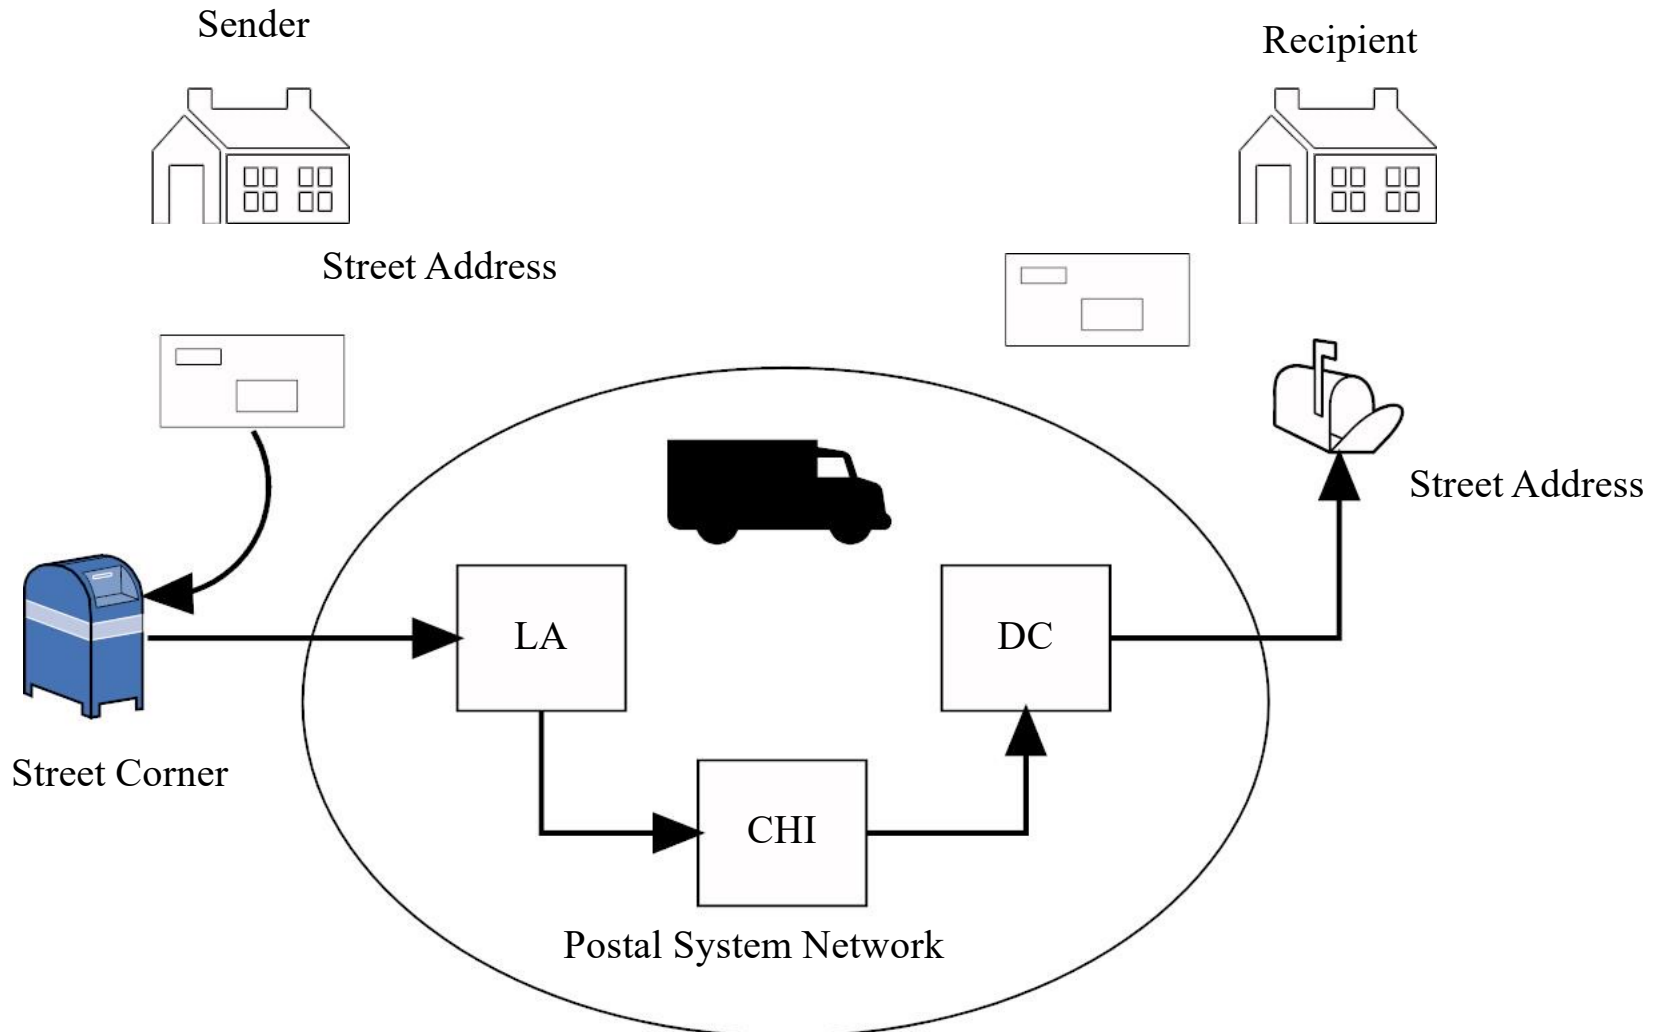 Sender
Recipient
Street Address
Street Address
LA
DC
Street Corner
CHI
Postal System Network